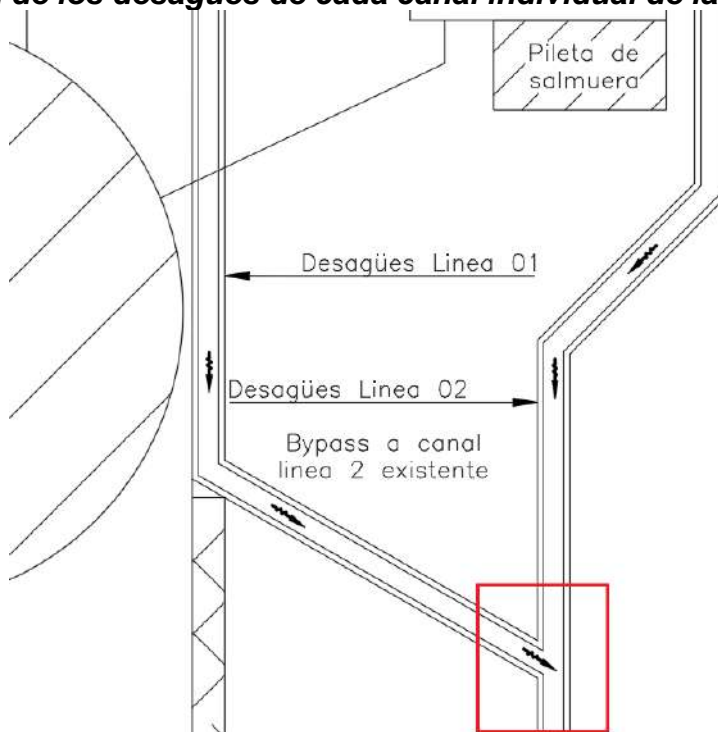 de los desagües de cada canal individual de la
Pileta de
salmuera
Desagües Linea 01
Desagües Linea 02
Bypass a canal
linea 2 existente